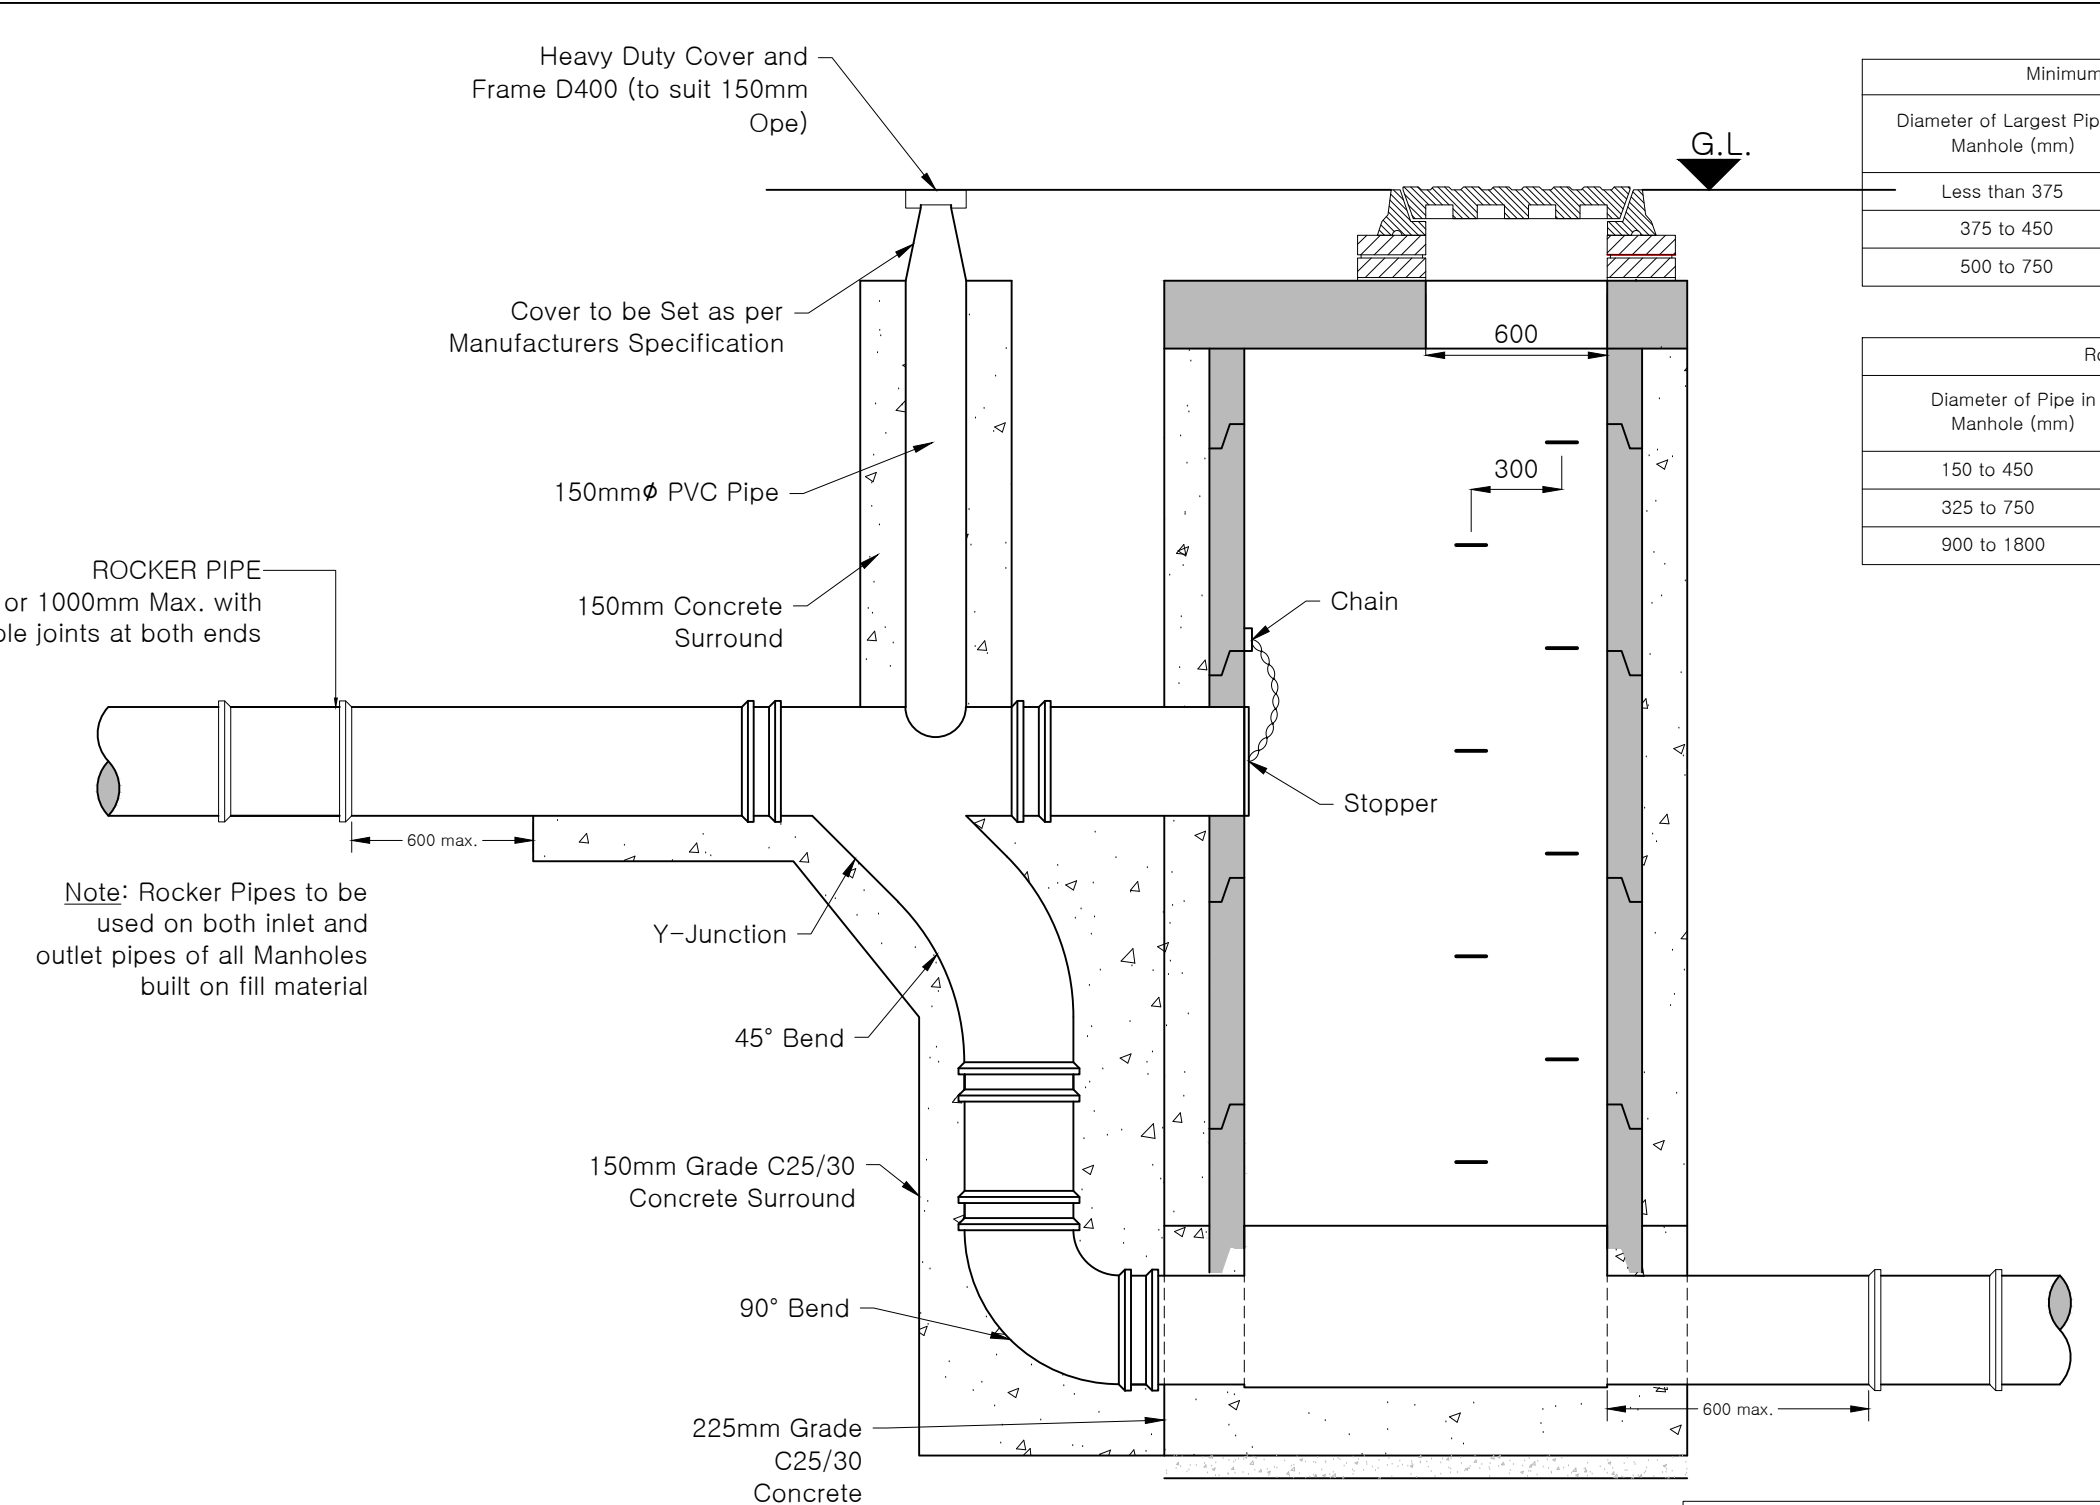 Heavy Duty Cover and
Frame D400 (to suit 150mm
Ope)
G.L.
Minimum
Diameter of Largest Pip
Manhole (mm)
Less than 375
375 to 450
500 to 750
Cover to be Set as per
Manufacturers Specification
600
Diameter of Pipe in
Manhole (mm)
150 to 450
325 to 750
900 to 1800
300
150mmϕ PVC Pipe
ROCKER PIPE
or 1000mm Max. with
ble joints at both ends
150mm Concrete
Surround
Chain
Stopper
600 max.
Note: Rocker Pipes to be
used on both inlet and
outlet pipes of all Manholes
built on fill material
Y-Junction
45° Bend
150mm Grade C25/30
Concrete Surround
90° Bend
600 max.
225mm Grade
C25/30
Concrete